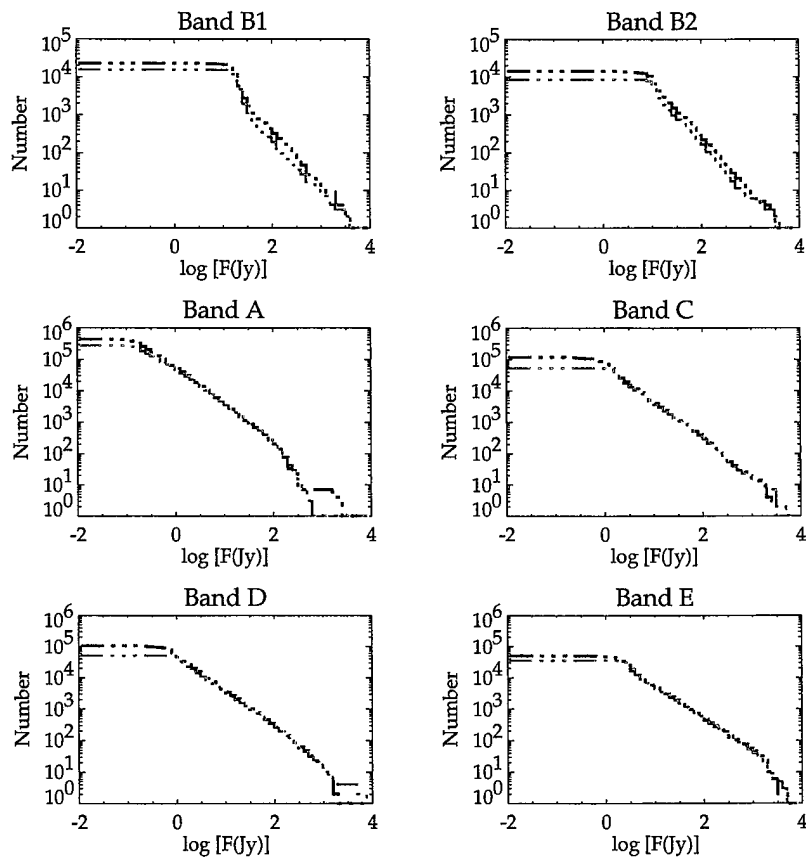 Band B1
10^5
10^4
10^3
10^2
10^1
10^0
Number
-2 0 2 4
log [F(Jy)]
Band B2
10^5
10^4
10^3
10^2
10^1
10^0
Number
-2 0 2 4
log [F(Jy)]
Band A
10^6
10^5
10^4
10^3
10^2
10^1
10^0
Number
-2 0 2 4
log [F(Jy)]
Band C
10^6
10^5
10^4
10^3
10^2
10^1
10^0
Number
-2 0 2 4
log [F(Jy)]
Band D
10^6
10^5
10^4
10^3
10^2
10^1
10^0
Number
-2 0 2 4
log [F(Jy)]
Band E
10^6
10^5
10^4
10^3
10^2
10^1
10^0
Number
-2 0 2 4
log [F(Jy)]